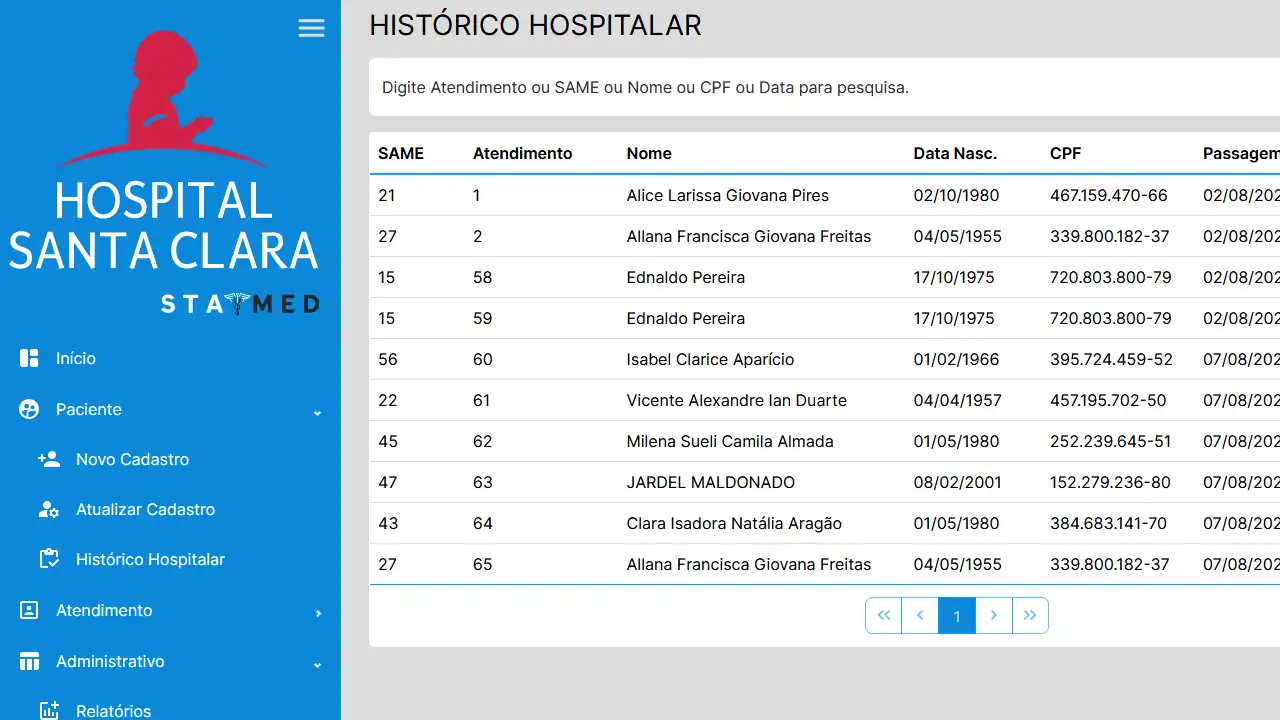 HOSPITAL
SANTA CLARA
STAMED
Início
Paciente
Novo Cadastro
Atualizar Cadastro
Histórico Hospitalar
Atendimento
Administrativo
Relatórios
HISTÓRICO HOSPITALAR
Digite Atendimento ou SAME ou Nome ou CPF ou Data para pesquisa.
SAME Atendimento Nome Data Nasc. CPF Passagem
21 1 Alice Larissa Giovana Pires 02/10/1980 467.159.470-66 02/08/202
27 2 Allana Francisca Giovana Freitas 04/05/1955 339.800.182-37 02/08/202
15 58 Ednaldo Pereira 17/10/1975 720.803.800-79 02/08/202
15 59 Ednaldo Pereira 17/10/1975 720.803.800-79 02/08/202
56 60 Isabel Clarice Aparício 01/02/1966 395.724.459-52 07/08/202
22 61 Vicente Alexandre Ian Duarte 04/04/1957 457.195.702-50 07/08/202
45 62 Milena Sueli Camila Almada 01/05/1980 252.239.645-51 07/08/202
47 63 JARDEL MALDONADO 08/02/2001 152.279.236-80 07/08/202
43 64 Clara Isadora Natália Aragão 01/05/1980 384.683.141-70 07/08/202
27 65 Allana Francisca Giovana Freitas 04/05/1955 339.800.182-37 07/08/202
« ‹ 1 › »